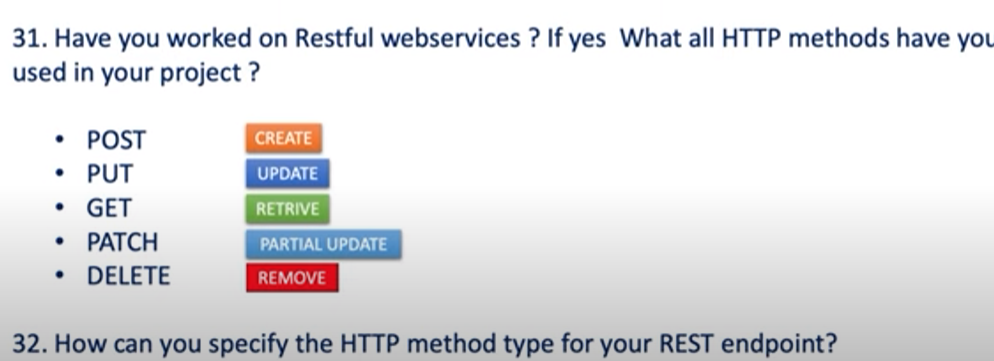 31. Have you worked on Restful webservices ? If yes What all HTTP methods have you
used in your project ?
• POST CREATE
• PUT UPDATE
• GET RETRIVE
• PATCH PARTIAL UPDATE
• DELETE REMOVE
32. How can you specify the HTTP method type for your REST endpoint?